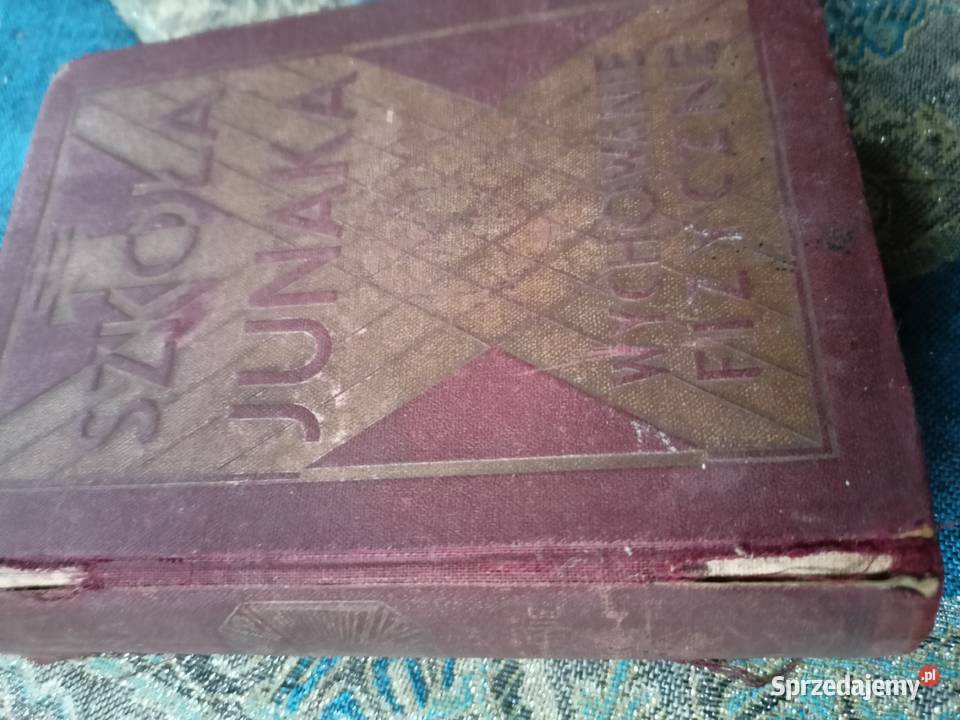 SZKOŁA
JUNAKA
WYCHOWANIE
FIZYCZNE
Sprzedajemy.pl